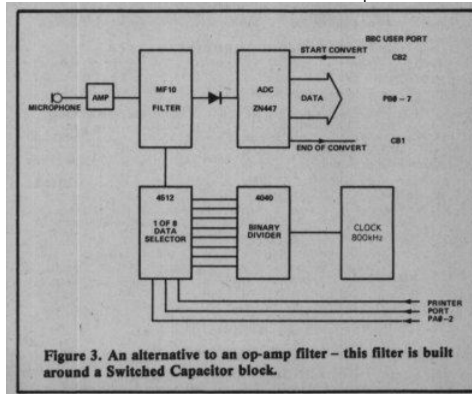 BBC USER PORT
START CONVERT
CB2
MF10
FILTER
ADC
ZN447
AMP
MICROPHONE
DATA
PB0 – 7
END OF CONVERT
CB1
4512
1 OF 8
DATA
SELECTOR
4040
BINARY
DIVIDER
CLOCK
800kHz
PRINTER
PORT
PA0-2
Figure 3. An alternative to an op-amp filter – this filter is built
around a Switched Capacitor block.